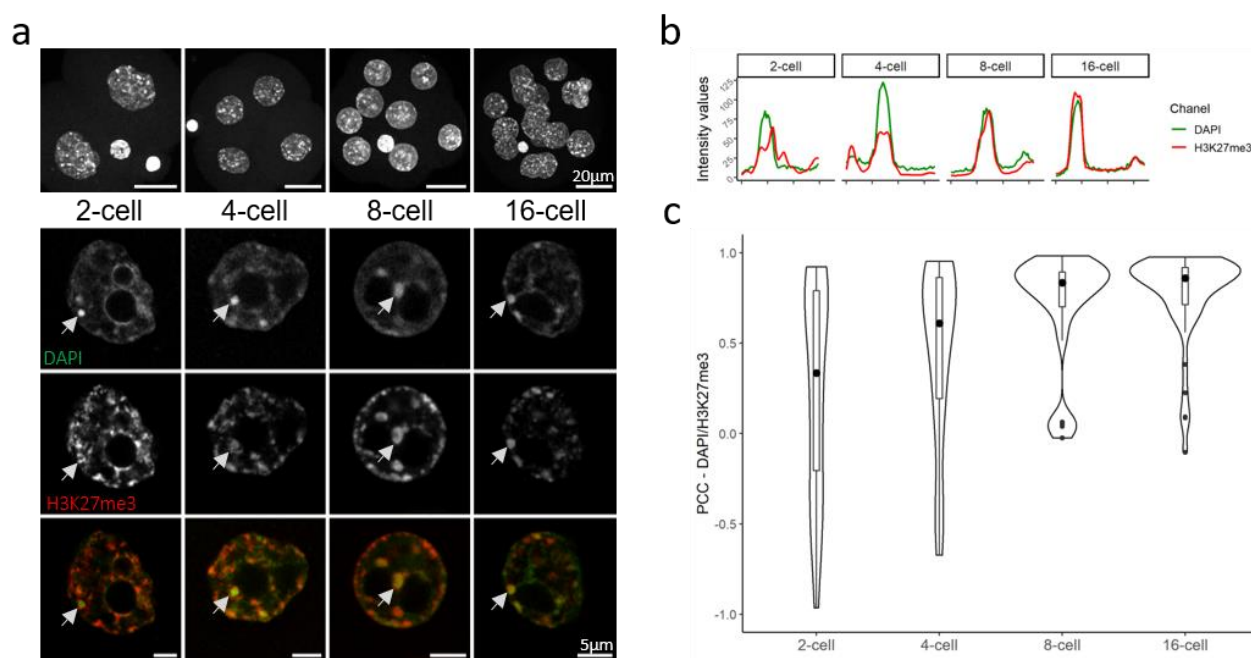 a
20µm
2-cell 4-cell 8-cell 16-cell
DAPI
H3K27me3
5µm
b
2-cell 4-cell 8-cell 16-cell
Intensity values
125
100
75
50
25
0
Chanel
DAPI
H3K27me3
c
PCC - DAPI/H3K27me3
1.0
0.5
0.0
-0.5
-1.0
2-cell 4-cell 8-cell 16-cell